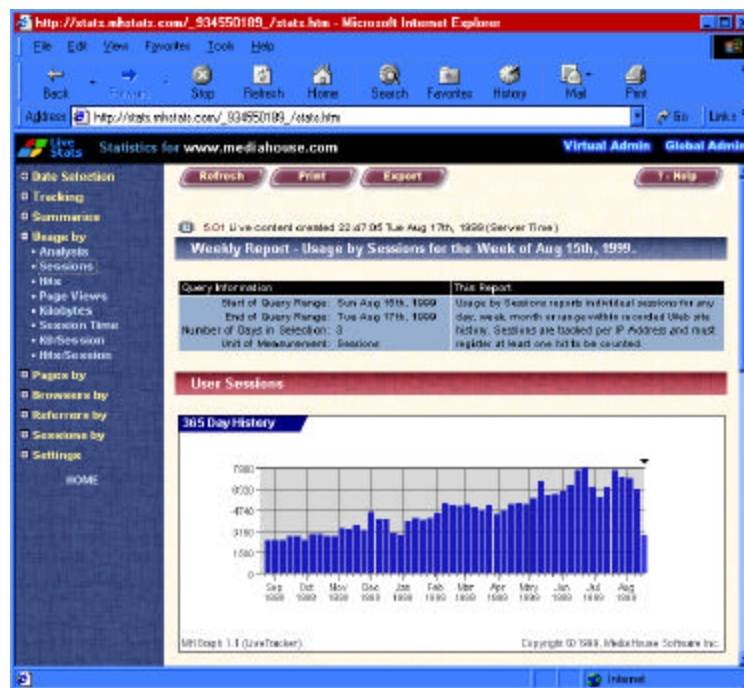 http://stats.mhstats.com/_934550189_/stats.htm - Microsoft Internet Explorer
File Edit View Favorites Tools Help
Back Forward Stop Refresh Home Search Favorites History Mail Print
Address http://stats.mhstats.com/_934550189_/stats.htm Go Links
Live Stats Statistics for www.mediahouse.com Virtual Admin Global Admin
Date Selection
Tracking
Summaries
Usage by
Analysis
Sessions
Hits
Page Views
Kilobytes
Session Time
KB/Session
Hits/Session
Pages by
Browsers by
Referrers by
Sessions by
Settings
HOME
Refresh Print Export ? - Help
5.01 Live content created 22:47:05 Tue Aug 17th, 1999 (Server Time)
Weekly Report - Usage by Sessions for the Week of Aug 15th, 1999.
Query Information
Start of Query Range: Sun Aug 15th, 1999
End of Query Range: Tue Aug 17th, 1999
Number of Days in Selection: 3
Unit of Measurement: Sessions
This Report
Usage by Sessions reports individual sessions for any
day, week, month or range within recorded Web site
history. Sessions are tracked per IP Address and must
register at least one hit to be counted.
User Sessions
365 Day History
0
Sep Oct Nov Dec Jan Feb Mar Apr May Jun Jul Aug
MH Graph 1.1 (LiveTracker)
Copyright © 1999, MediaHouse Software Inc.
Internet